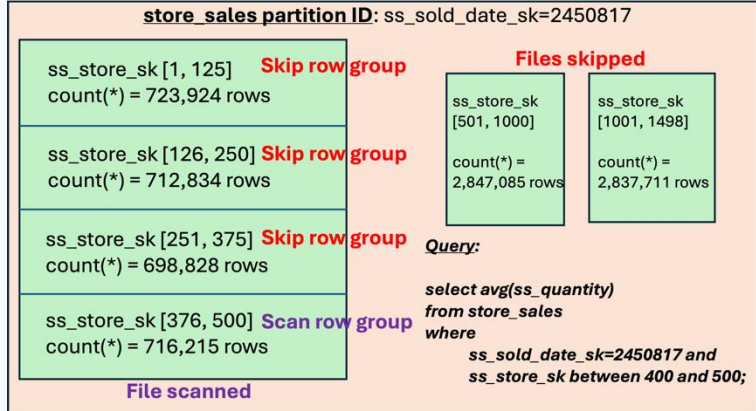 store_sales partition ID: ss_sold_date_sk=2450817
ss_store_sk [1, 125] Skip row group
count(*) = 723,924 rows
ss_store_sk [126, 250] Skip row group
count(*) = 712,834 rows
ss_store_sk [251, 375] Skip row group
count(*) = 698,828 rows
ss_store_sk [376, 500] Scan row group
count(*) = 716,215 rows
File scanned
Files skipped
ss_store_sk
[501, 1000]
count(*) =
2,847,085 rows
ss_store_sk
[1001, 1498]
count(*) =
2,837,711 rows
Query:
select avg(ss_quantity)
from store_sales
where
ss_sold_date_sk=2450817 and
ss_store_sk between 400 and 500;